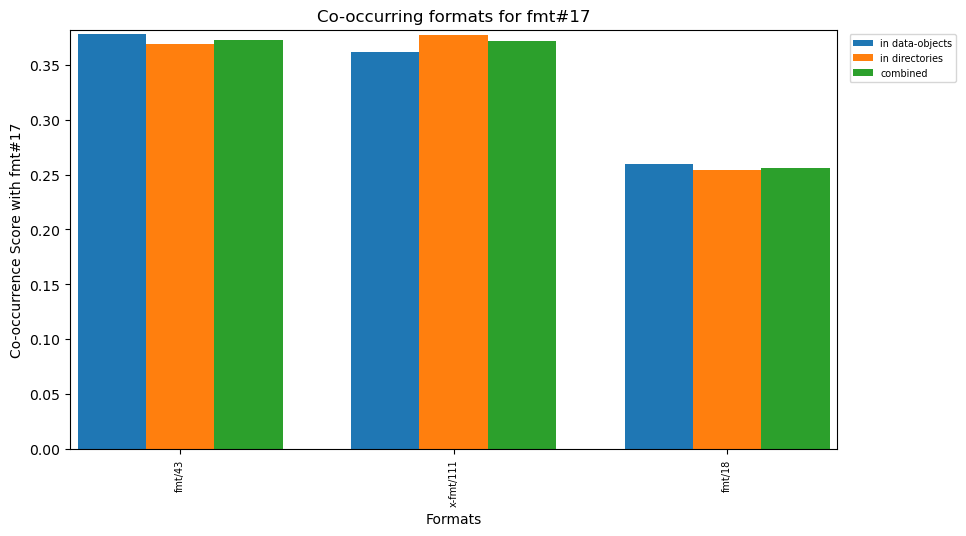 Co-occurring formats for fmt#17
in data-objects
in directories
combined
Co-occurrence Score with fmt#17
0.35
0.30
0.25
0.20
0.15
0.10
0.05
0.00
fmt/43
x-fmt/111
fmt/18
Formats